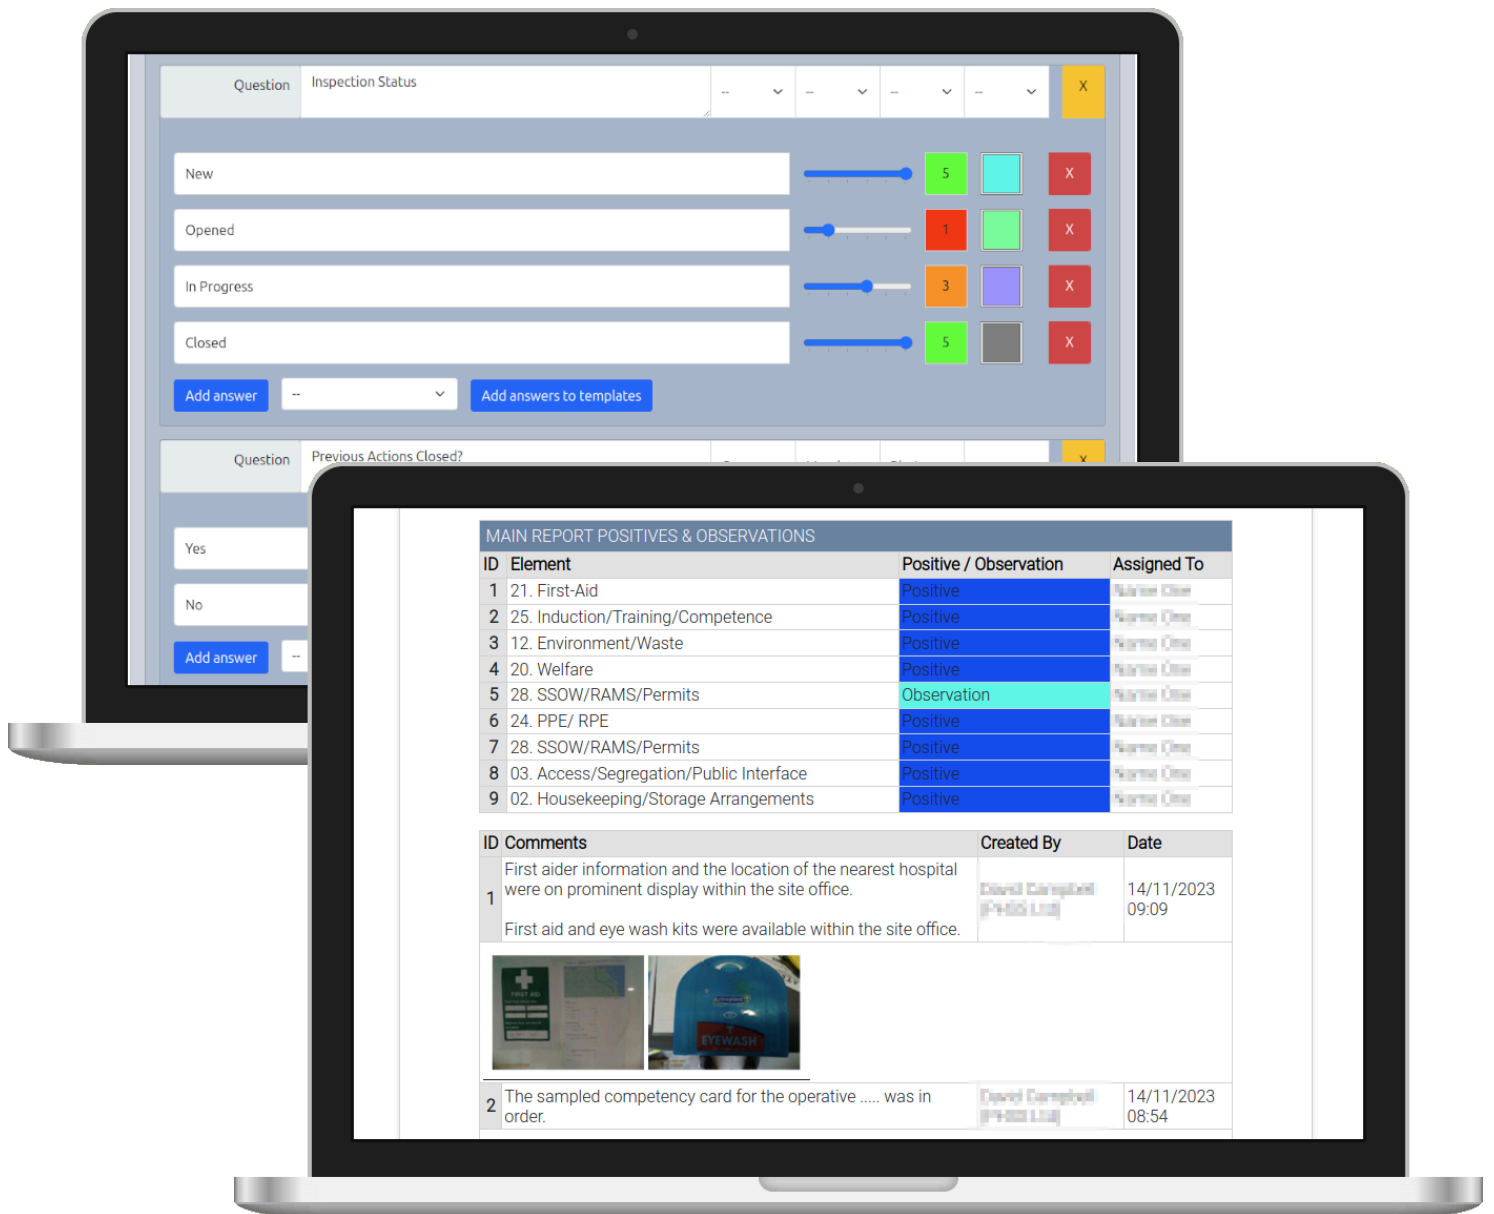 Question Inspection Status -- -- -- -- X
New 5 X
Opened 1 X
In Progress 3 X
Closed 5 X
Add answer -- Add answers to templates
Question Previous Actions Closed? X
Yes
No
Add answer --
MAIN REPORT POSITIVES & OBSERVATIONS
ID Element Positive / Observation Assigned To
1 21. First-Aid Positive
2 25. Induction/Training/Competence Positive
3 12. Environment/Waste Positive
4 20. Welfare Positive
5 28. SSOW/RAMS/Permits Observation
6 24. PPE/ RPE Positive
7 28. SSOW/RAMS/Permits Positive
8 03. Access/Segregation/Public Interface Positive
9 02. Housekeeping/Storage Arrangements Positive
ID Comments Created By Date
1 First aider information and the location of the nearest hospital
were on prominent display within the site office.
First aid and eye wash kits were available within the site office.
14/11/2023
09:09
FIRST AID
EYEWASH
2 The sampled competency card for the operative ..... was in
order.
14/11/2023
08:54